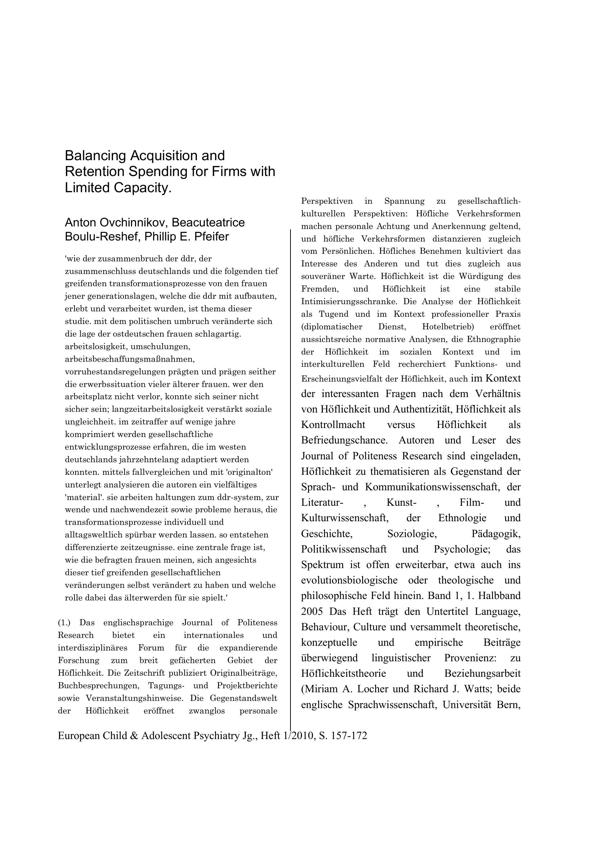 Balancing Acquisition and
Retention Spending for Firms with
Limited Capacity.
Anton Ovchinnikov, Beacuteatrice
Boulu-Reshef, Phillip E. Pfeifer
'wie der zusammenbruch der ddr, der
zusammenschluss deutschlands und die folgenden tief
greifenden transformationsprozesse von den frauen
jener generationslagen, welche die ddr mit aufbauten,
erlebt und verarbeitet wurden, ist thema dieser
studie. mit dem politischen umbruch veränderte sich
die lage der ostdeutschen frauen schlagartig.
arbeitslosigkeit, umschulungen,
arbeitsbeschaffungsmaßnahmen,
vorruhestandsregelungen prägten und prägen seither
die erwerbssituation vieler älterer frauen. wer den
arbeitsplatz nicht verlor, konnte sich seiner nicht
sicher sein; langzeitarbeitslosigkeit verstärkt soziale
ungleichheit. im zeitraffer auf wenige jahre
komprimiert werden gesellschaftliche
entwicklungsprozesse erfahren, die im westen
deutschlands jahrzehntelang adaptiert werden
konnten. mittels fallvergleichen und mit 'originalton'
unterlegt analysieren die autoren ein vielfältiges
'material'. sie arbeiten haltungen zum ddr-system, zur
wende und nachwendezeit sowie probleme heraus, die
transformationsprozesse individuell und
alltagsweltlich spürbar werden lassen. so entstehen
differenzierte zeitzeugnisse. eine zentrale frage ist,
wie die befragten frauen meinen, sich angesichts
dieser tief greifenden gesellschaftlichen
veränderungen selbst verändert zu haben und welche
rolle dabei das älterwerden für sie spielt.'
(1.) Das englischsprachige Journal of Politeness
Research bietet ein internationales und
interdisziplinäres Forum für die expandierende
Forschung zum breit gefächerten Gebiet der
Höflichkeit. Die Zeitschrift publiziert Originalbeiträge,
Buchbesprechungen, Tagungs- und Projektberichte
sowie Veranstaltungshinweise. Die Gegenstandswelt
der Höflichkeit eröffnet zwanglos personale
Perspektiven in Spannung zu gesellschaftlich-
kulturellen Perspektiven: Höfliche Verkehrsformen
machen personale Achtung und Anerkennung geltend,
und höfliche Verkehrsformen distanzieren zugleich
vom Persönlichen. Höfliches Benehmen kultiviert das
Interesse des Anderen und tut dies zugleich aus
souveräner Warte. Höflichkeit ist die Würdigung des
Fremden, und Höflichkeit ist eine stabile
Intimisierungsschranke. Die Analyse der Höflichkeit
als Tugend und im Kontext professioneller Praxis
(diplomatischer Dienst, Hotelbetrieb) eröffnet
aussichtsreiche normative Analysen, die Ethnographie
der Höflichkeit im sozialen Kontext und im
interkulturellen Feld recherchiert Funktions- und
Erscheinungsvielfalt der Höflichkeit, auch im Kontext
der interessanten Fragen nach dem Verhältnis
von Höflichkeit und Authentizität, Höflichkeit als
Kontrollmacht versus Höflichkeit als
Befriedungschance. Autoren und Leser des
Journal of Politeness Research sind eingeladen,
Höflichkeit zu thematisieren als Gegenstand der
Sprach- und Kommunikationswissenschaft, der
Literatur- , Kunst- , Film- und
Kulturwissenschaft, der Ethnologie und
Geschichte, Soziologie, Pädagogik,
Politikwissenschaft und Psychologie; das
Spektrum ist offen erweiterbar, etwa auch ins
evolutionsbiologische oder theologische und
philosophische Feld hinein. Band 1, 1. Halbband
2005 Das Heft trägt den Untertitel Language,
Behaviour, Culture und versammelt theoretische,
konzeptuelle und empirische Beiträge
überwiegend linguistischer Provenienz: zu
Höflichkeitstheorie und Beziehungsarbeit
(Miriam A. Locher und Richard J. Watts; beide
englische Sprachwissenschaft, Universität Bern,
European Child & Adolescent Psychiatry Jg., Heft 1/2010, S. 157-172